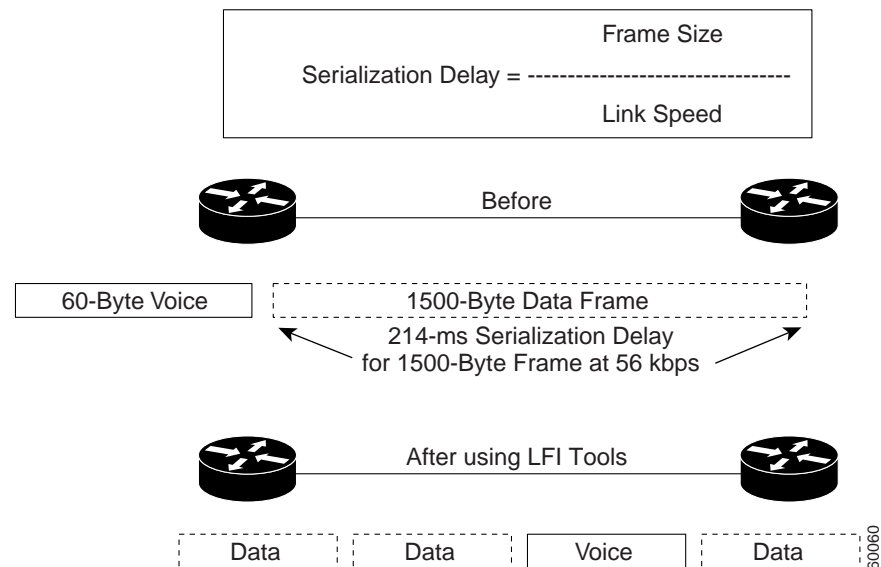 Frame Size
Serialization Delay = ---------------------------------
Link Speed
Before
60-Byte Voice
1500-Byte Data Frame
214-ms Serialization Delay
for 1500-Byte Frame at 56 kbps
After using LFI Tools
Data
Data
Voice
Data
60060